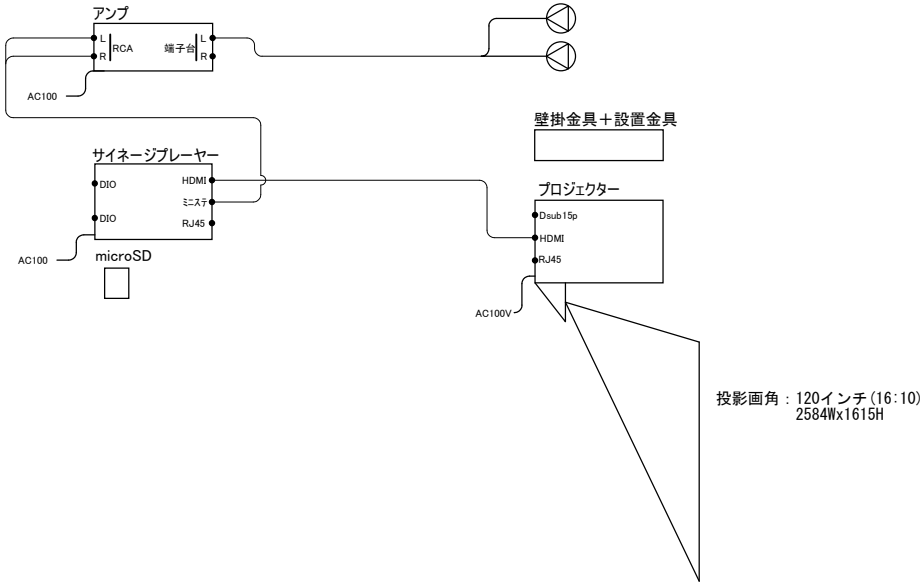 アンプ
L
RCA
R
端子台
L
R
AC100
壁掛金具＋設置金具
サイネージプレーヤー
DIO
HDMI
ミニステ
DIO
RJ45
AC100
microSD
プロジェクター
Dsub15p
HDMI
RJ45
AC100V
投影画角：120インチ(16:10)
2584Wx1615H